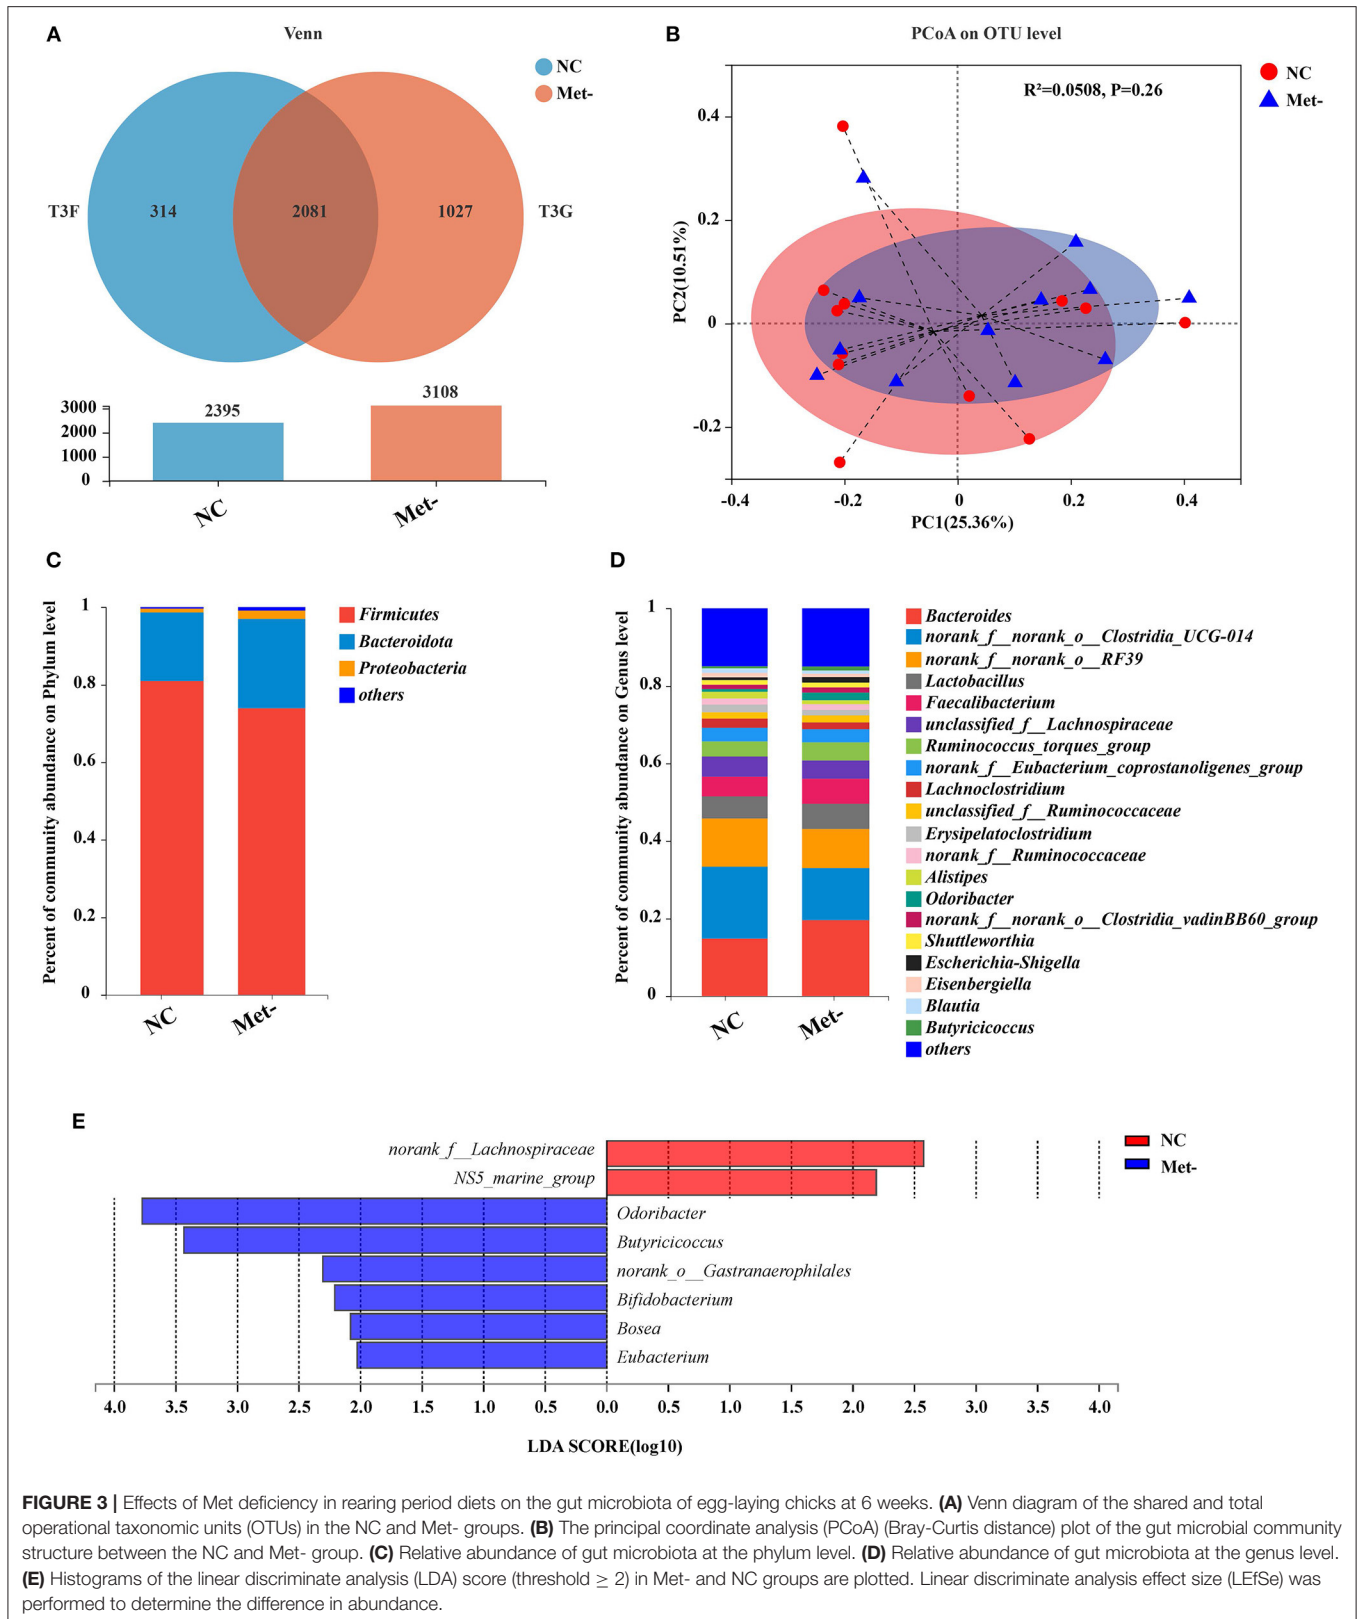 A
Venn
NC
Met-
T3F
314
2081
1027
T3G
3000
2000
1000
0
2395
3108
NC
Met-
B
PCoA on OTU level
R²=0.0508, P=0.26
NC
Met-
PC2(10.51%)
0.4
0.2
0
-0.2
-0.4
-0.2
0
0.2
0.4
PC1(25.36%)
C
Percent of community abundance on Phylum level
1
0.8
0.6
0.4
0.2
0
NC
Met-
Firmicutes
Bacteroidota
Proteobacteria
others
D
Percent of community abundance on Genus level
1
0.8
0.6
0.4
0.2
0
NC
Met-
Bacteroides
norank_f__norank_o__Clostridia_UCG-014
norank_f__norank_o__RF39
Lactobacillus
Faecalibacterium
unclassified_f__Lachnospiraceae
Ruminococcus_torques_group
norank_f__Eubacterium_coprostanoligenes_group
Lachnoclostridium
unclassified_f__Ruminococcaceae
Erysipelatoclostridium
norank_f__Ruminococcaceae
Alistipes
Odoribacter
norank_f__norank_o__Clostridia_vadinBB60_group
Shuttleworthia
Escherichia-Shigella
Eisenbergiella
Blautia
Butyricicoccus
others
E
norank_f__Lachnospiraceae
NS5_marine_group
Odoribacter
Butyricicoccus
norank_o__Gastranaerophilales
Bifidobacterium
Bosea
Eubacterium
NC
Met-
4.0 3.5 3.0 2.5 2.0 1.5 1.0 0.5 0.0 0.5 1.0 1.5 2.0 2.5 3.0 3.5 4.0
LDA SCORE(log10)
FIGURE 3 | Effects of Met deficiency in rearing period diets on the gut microbiota of egg-laying chicks at 6 weeks. (A) Venn diagram of the shared and total
operational taxonomic units (OTUs) in the NC and Met- groups. (B) The principal coordinate analysis (PCoA) (Bray-Curtis distance) plot of the gut microbial community
structure between the NC and Met- group. (C) Relative abundance of gut microbiota at the phylum level. (D) Relative abundance of gut microbiota at the genus level.
(E) Histograms of the linear discriminate analysis (LDA) score (threshold ≥ 2) in Met- and NC groups are plotted. Linear discriminate analysis effect size (LEfSe) was
performed to determine the difference in abundance.